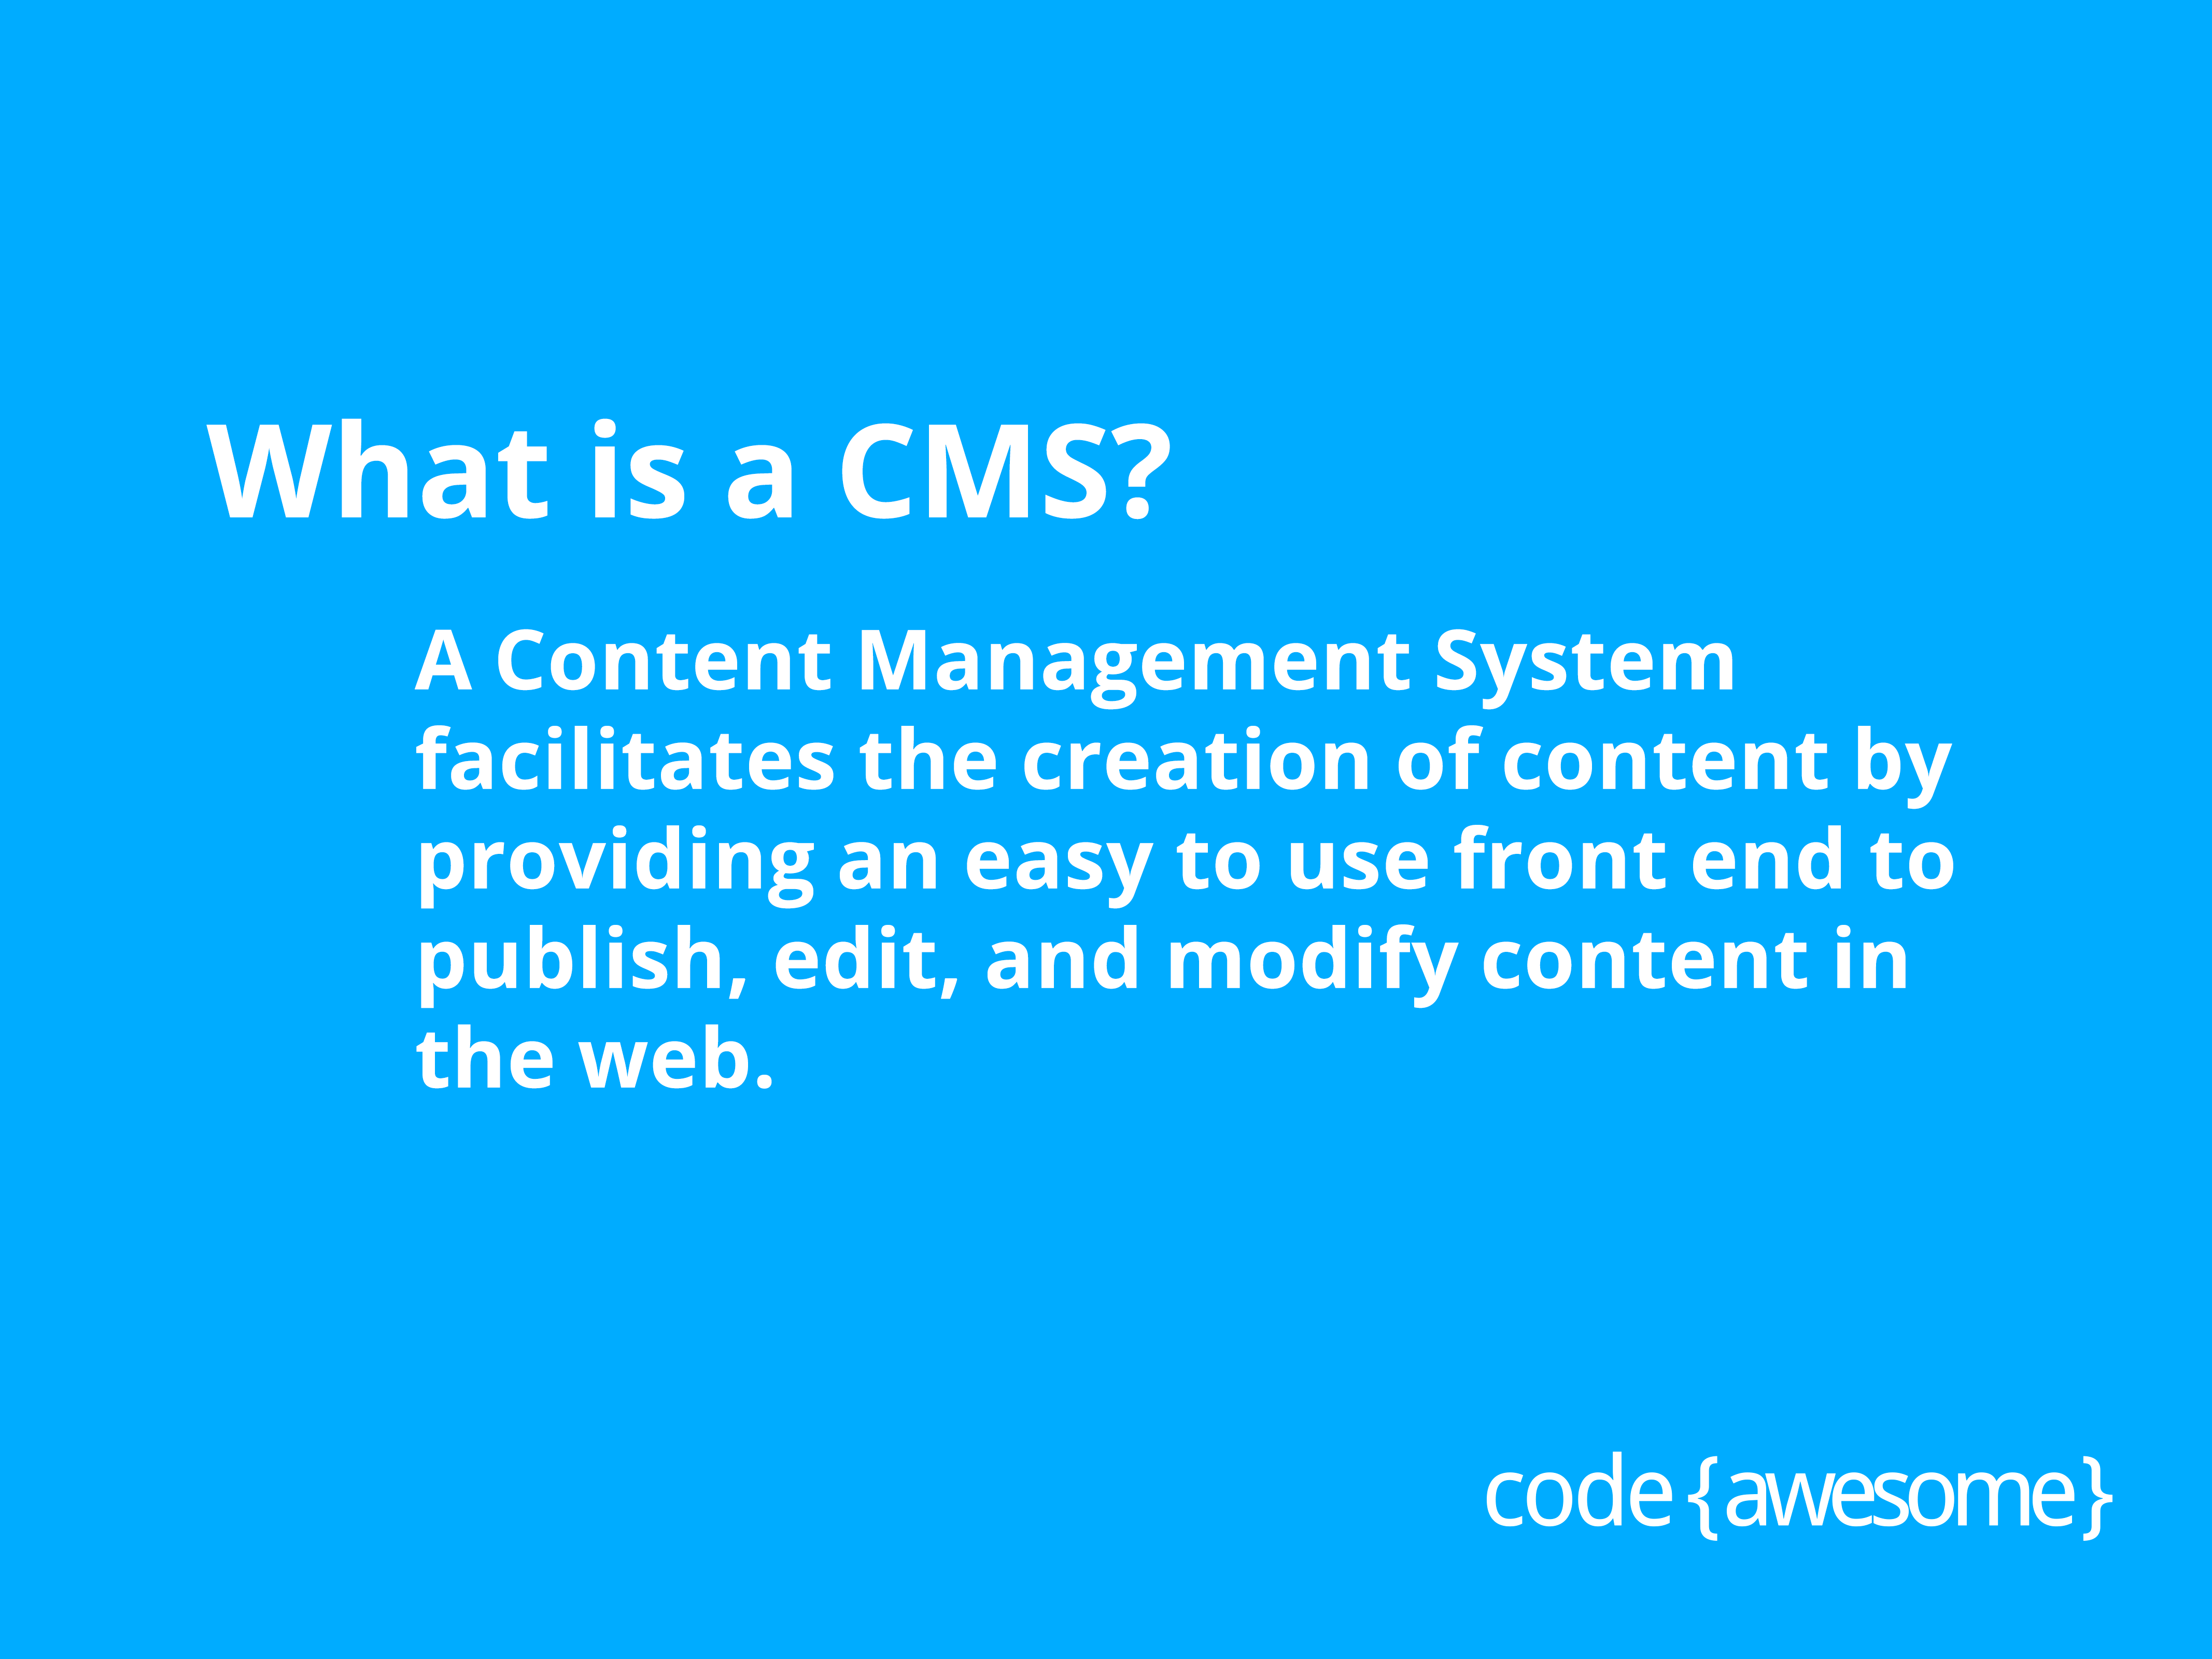 What is a CMS?
A Content Management System
facilitates the creation of content by
providing an easy to use front end to
publish, edit, and modify content in
the web.
code {awesome}